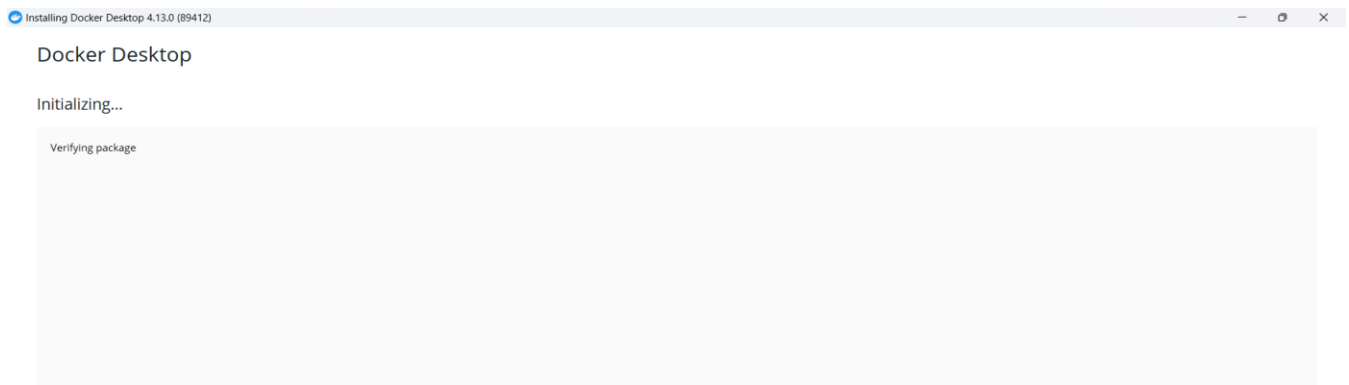 Installing Docker Desktop 4.13.0 (89412)
Docker Desktop
Initializing...
Verifying package